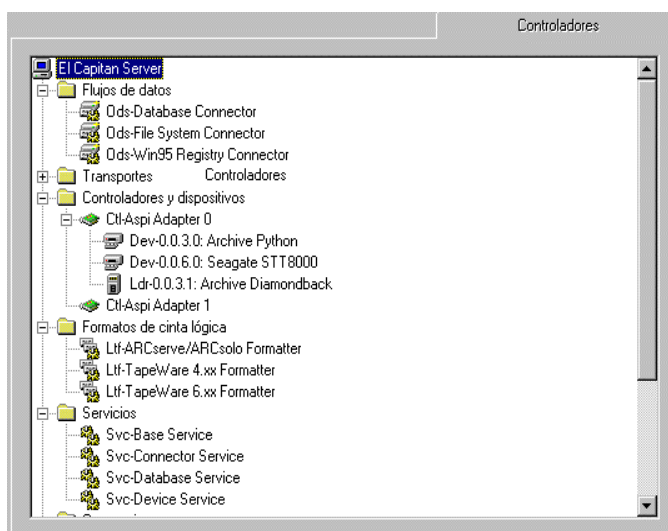 Controladores
El Capitan Server
Flujos de datos
Ods-Database Connector
Ods-File System Connector
Ods-Win95 Registry Connector
Transportes Controladores
Controladores y dispositivos
Ctl-Aspi Adapter 0
Dev-0.0.3.0: Archive Python
Dev-0.0.6.0: Seagate STT8000
Ldr-0.0.3.1: Archive Diamondback
Ctl-Aspi Adapter 1
Formatos de cinta lógica
Ltf-ARCserve/ARCsolo Formatter
Ltf-TapeWare 4.xx Formatter
Ltf-TapeWare 6.xx Formatter
Servicios
Svc-Base Service
Svc-Connector Service
Svc-Database Service
Svc-Device Service